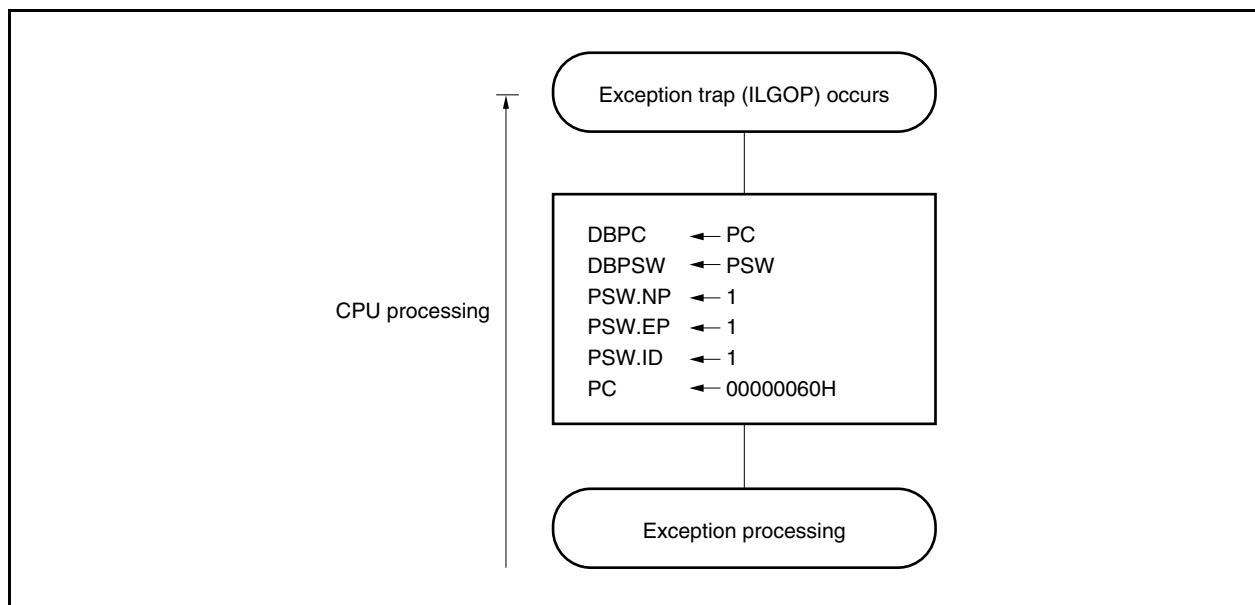 Exception trap (ILGOP) occurs
CPU processing
DBPC ← PC
DBPSW ← PSW
PSW.NP ← 1
PSW.EP ← 1
PSW.ID ← 1
PC ← 00000060H
Exception processing